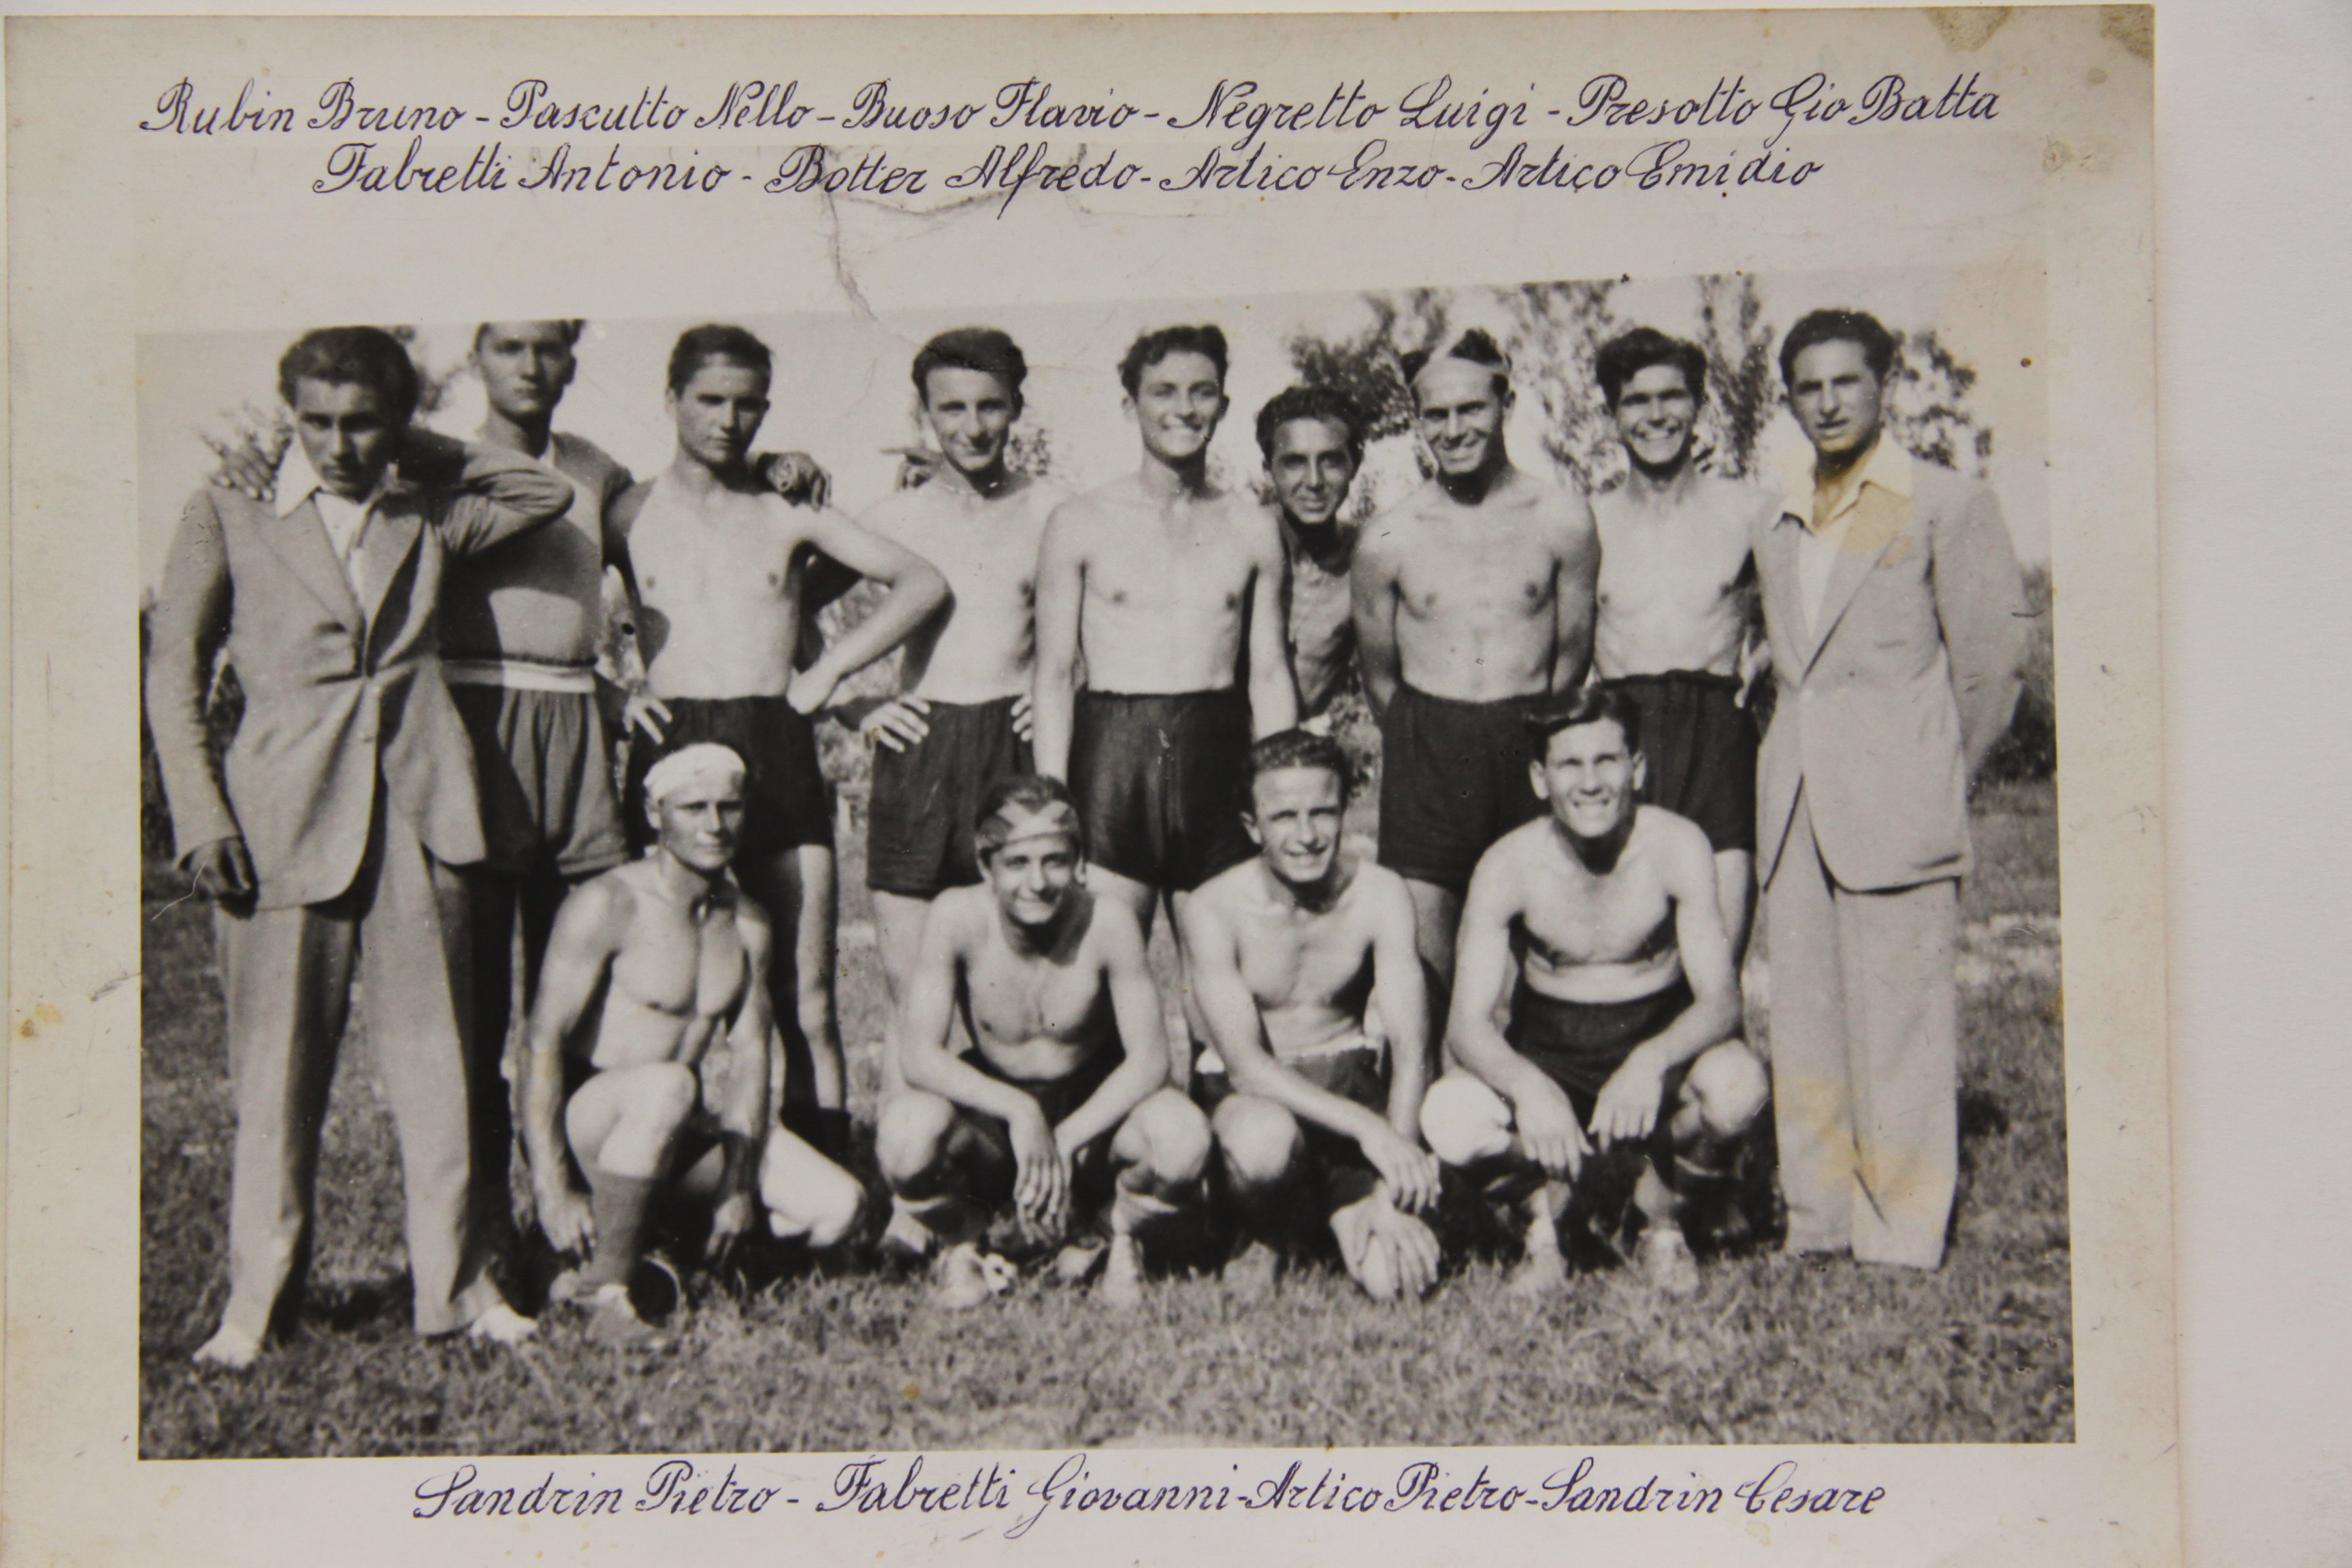 Rubin Bruno - Pascutto Nello - Buoso Flavio - Negretto Luigi - Presotto Gio Batta
Fabretti Antonio - Botter Alfredo - Artico Enzo - Artico Emidio
Sandrin Pietro - Fabretti Giovanni - Artico Pietro - Sandrin Cesare